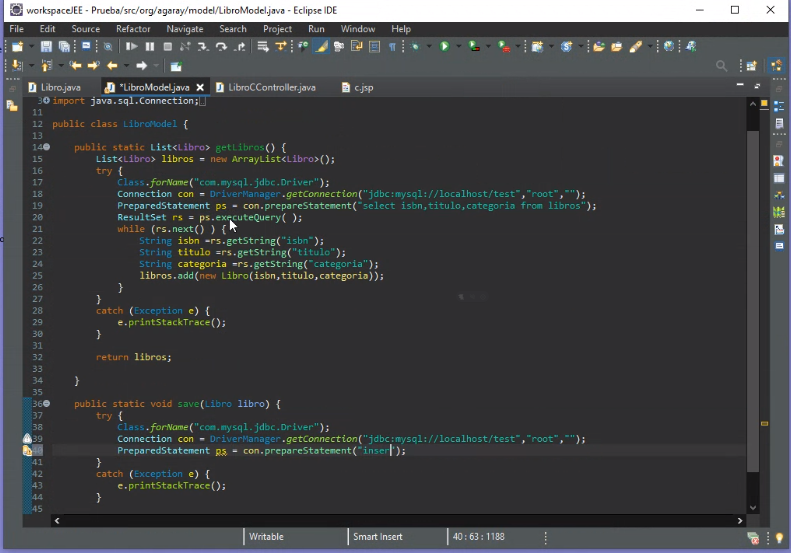 workspaceJEE - Prueba/src/org/agaray/model/LibroModel.java - Eclipse IDE
File Edit Source Refactor Navigate Search Project Run Window Help
Libro.java *LibroModel.java LibroCController.java c.jsp
3 import java.sql.Connection;
11
12 public class LibroModel {
13
14 public static List<Libro> getLibros() {
15 List<Libro> libros = new ArrayList<Libro>();
16 try {
17 Class.forName("com.mysql.jdbc.Driver");
18 Connection con = DriverManager.getConnection("jdbc:mysql://localhost/test","root","");
19 PreparedStatement ps = con.prepareStatement("select isbn,titulo,categoria from libros");
20 ResultSet rs = ps.executeQuery( );
21 while (rs.next() ) {
22 String isbn =rs.getString("isbn");
23 String titulo =rs.getString("titulo");
24 String categoria =rs.getString("categoria");
25 libros.add(new Libro(isbn,titulo,categoria));
26 }
27 }
28 catch (Exception e) {
29 e.printStackTrace();
30 }
31
32 return libros;
33
34 }
35
36 public static void save(Libro libro) {
37 try {
38 Class.forName("com.mysql.jdbc.Driver");
39 Connection con = DriverManager.getConnection("jdbc:mysql://localhost/test","root","");
40 PreparedStatement ps = con.prepareStatement("inser");
41 }
42 catch (Exception e) {
43 e.printStackTrace();
44 }
45
Writable Smart Insert 40 : 63 : 1188